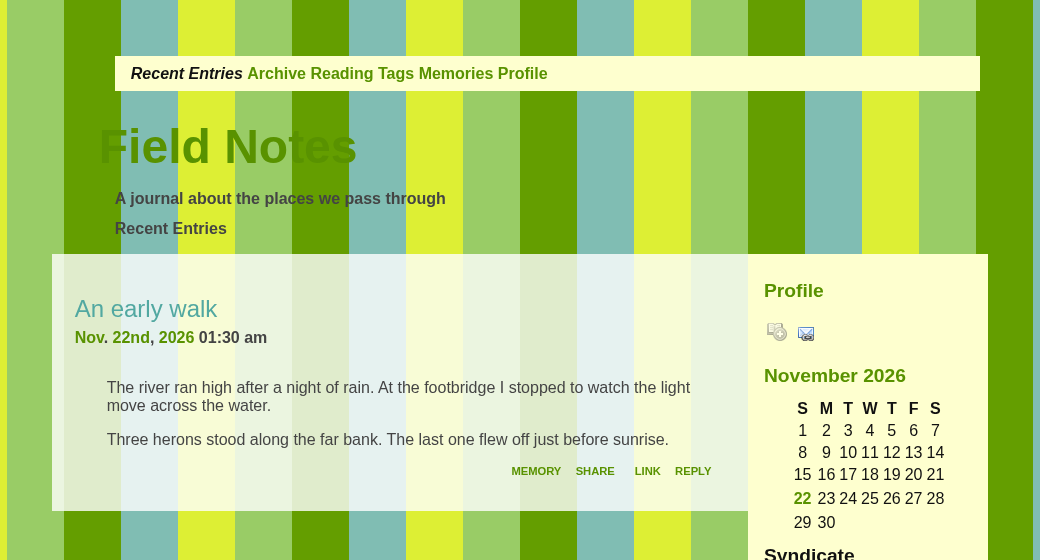 Recent Entries Archive Reading Tags Memories Profile
Field Notes
A journal about the places we pass through
Recent Entries
An early walk
Nov. 22nd, 2026 01:30 am
The river ran high after a night of rain. At the footbridge I stopped to watch the light
move across the water.
Three herons stood along the far bank. The last one flew off just before sunrise.
MEMORY SHARE LINK REPLY
Profile
November 2026
S M T W T F S
1 2 3 4 5 6 7
8 9 10 11 12 13 14
15 16 17 18 19 20 21
22 23 24 25 26 27 28
29 30
Syndicate